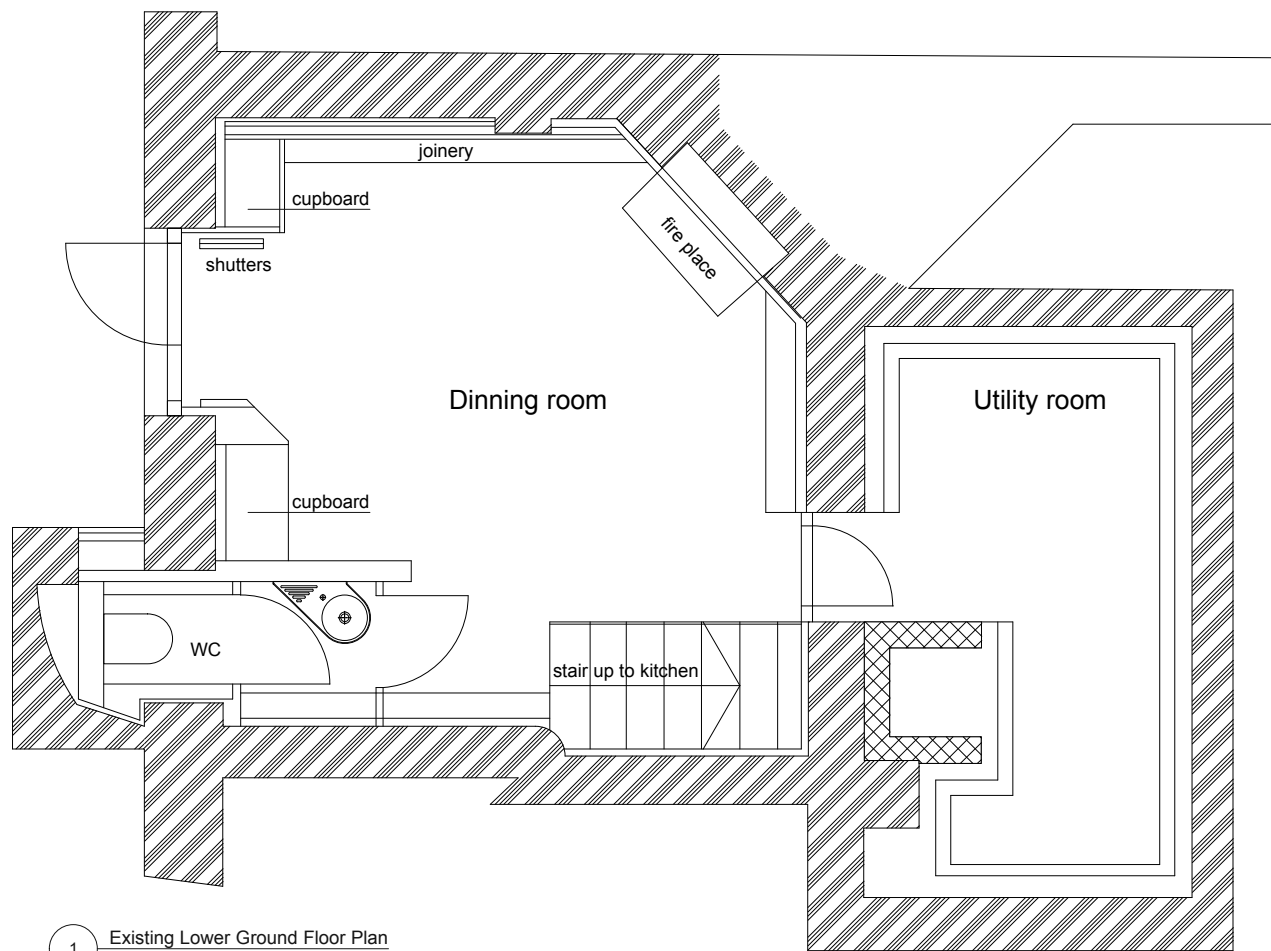 joinery
cupboard
shutters
fire place
Dinning room
Utility room
cupboard
WC
stair up to kitchen
1
Existing Lower Ground Floor Plan